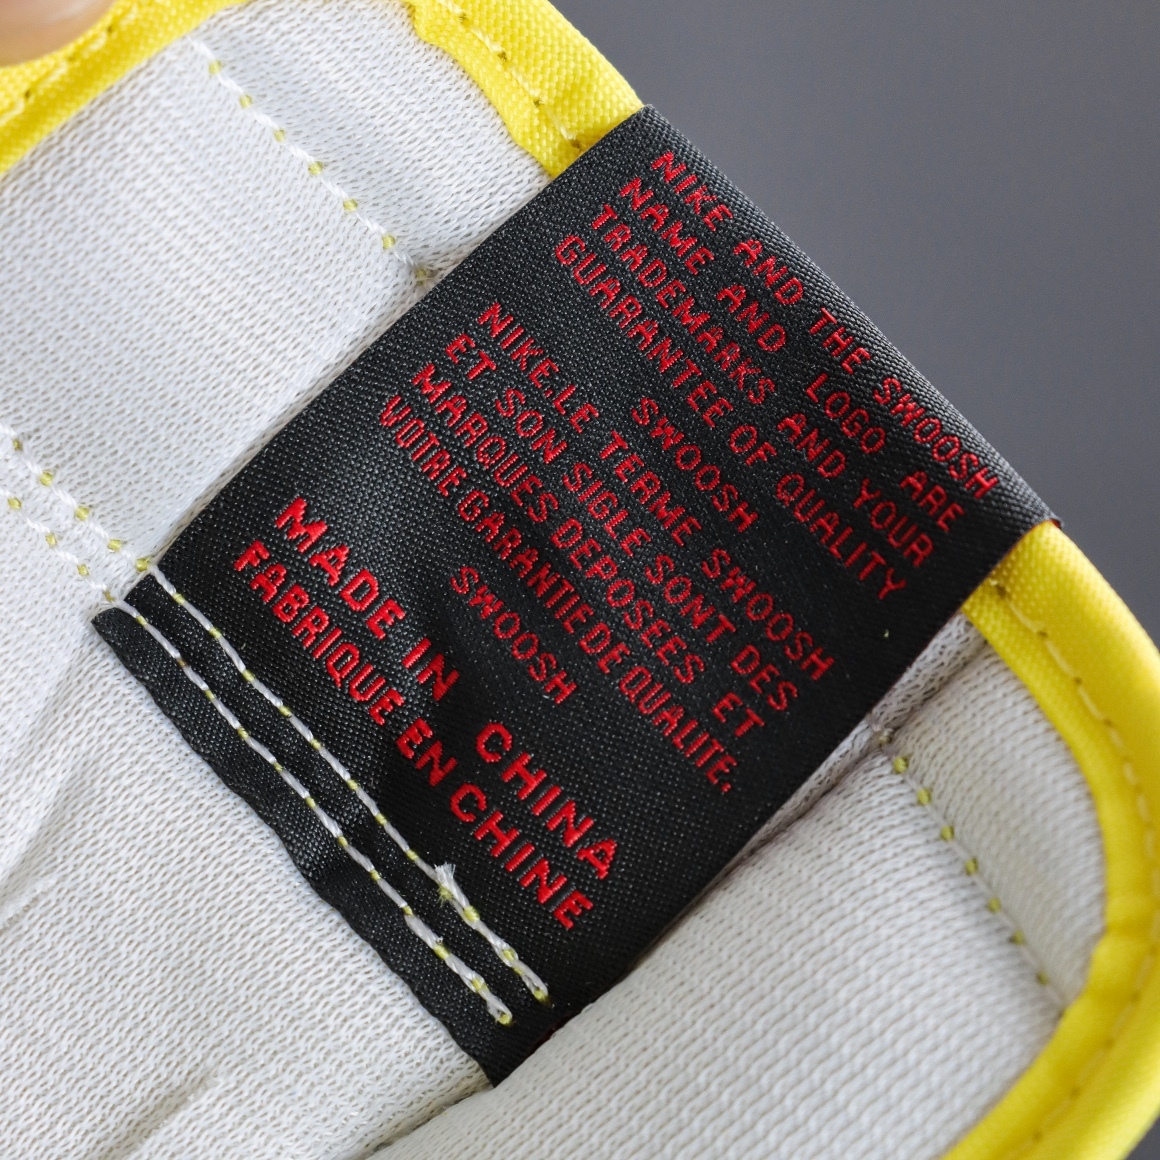 NIKE AND THE SWOOSH
NAME AND LOGO ARE
TRADEMARKS AND YOUR
GUARANTEE OF QUALITY
SWOOSH
NIKE.LE TERME SWOOSH
ET SON SIGLE SONT DES
MARQUES DEPOSEES ET
VOTRE GARANTIE DE QUALITE.
SWOOSH
MADE IN CHINA
FABRIQUE EN CHINE